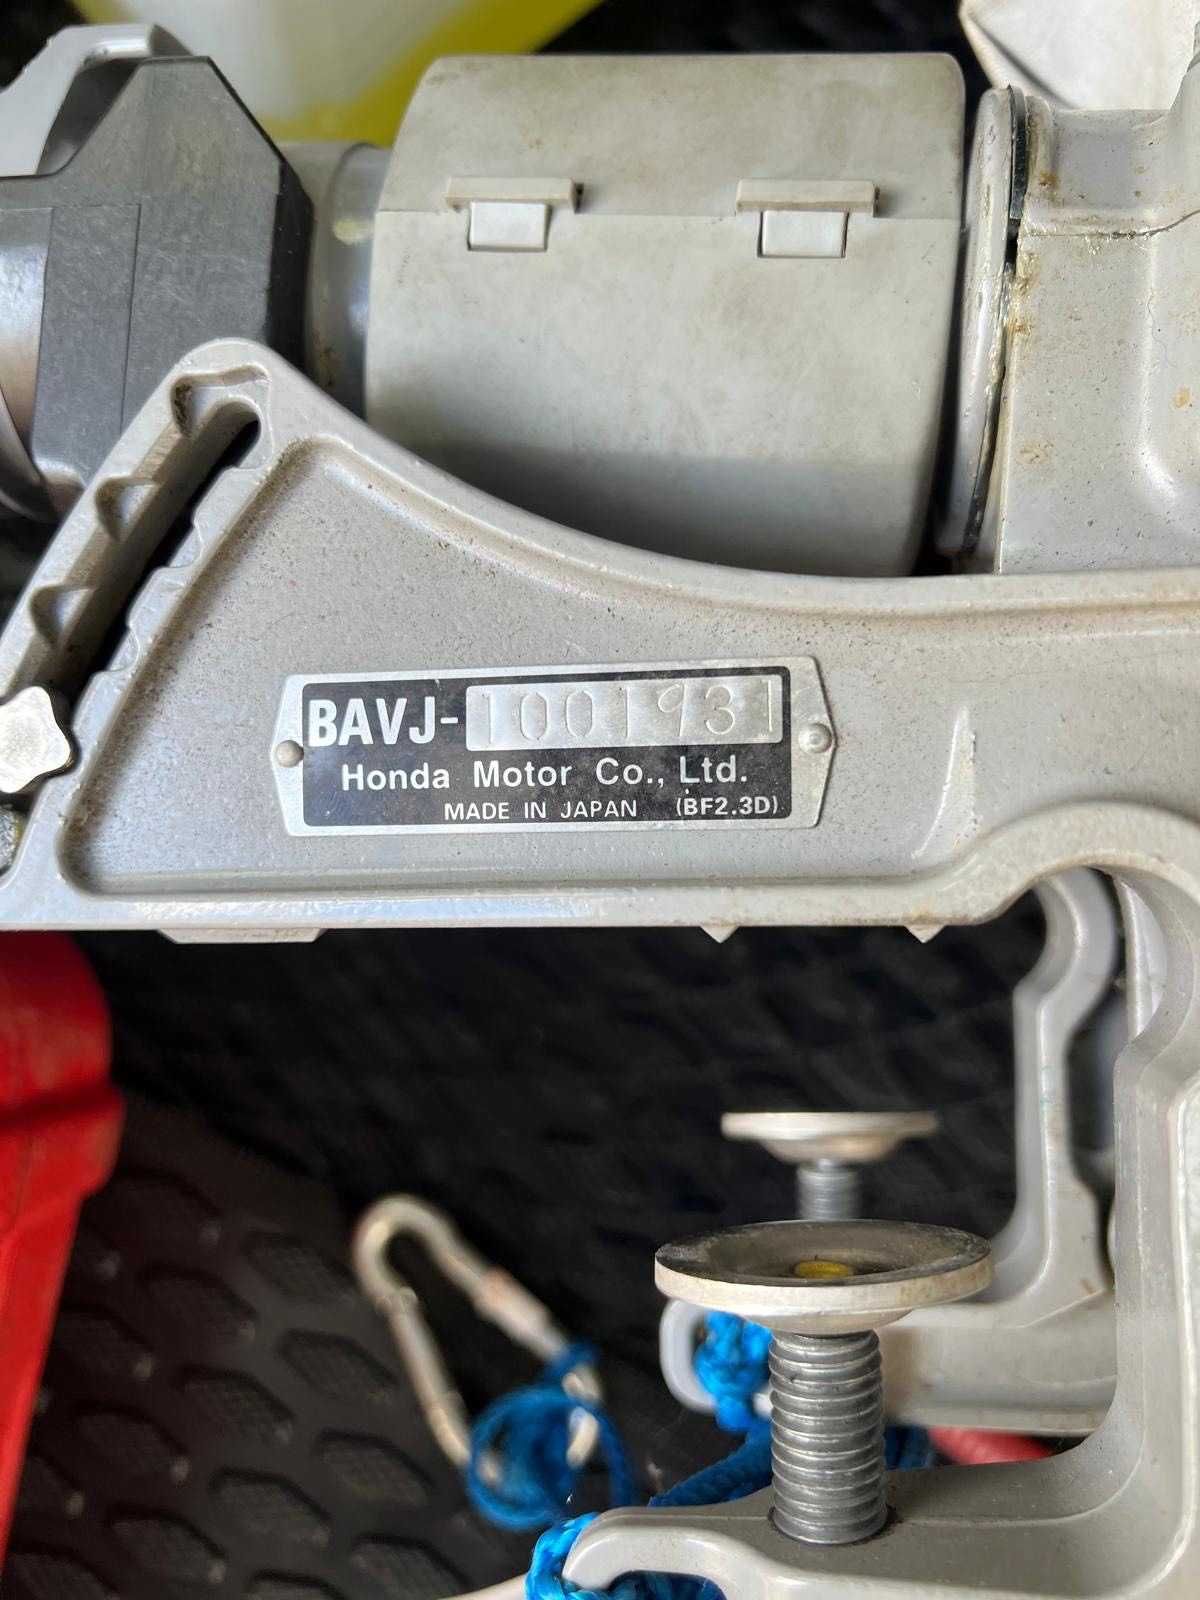 BAVJ-1001931
Honda Motor Co., Ltd.
MADE IN JAPAN (BF2.3D)